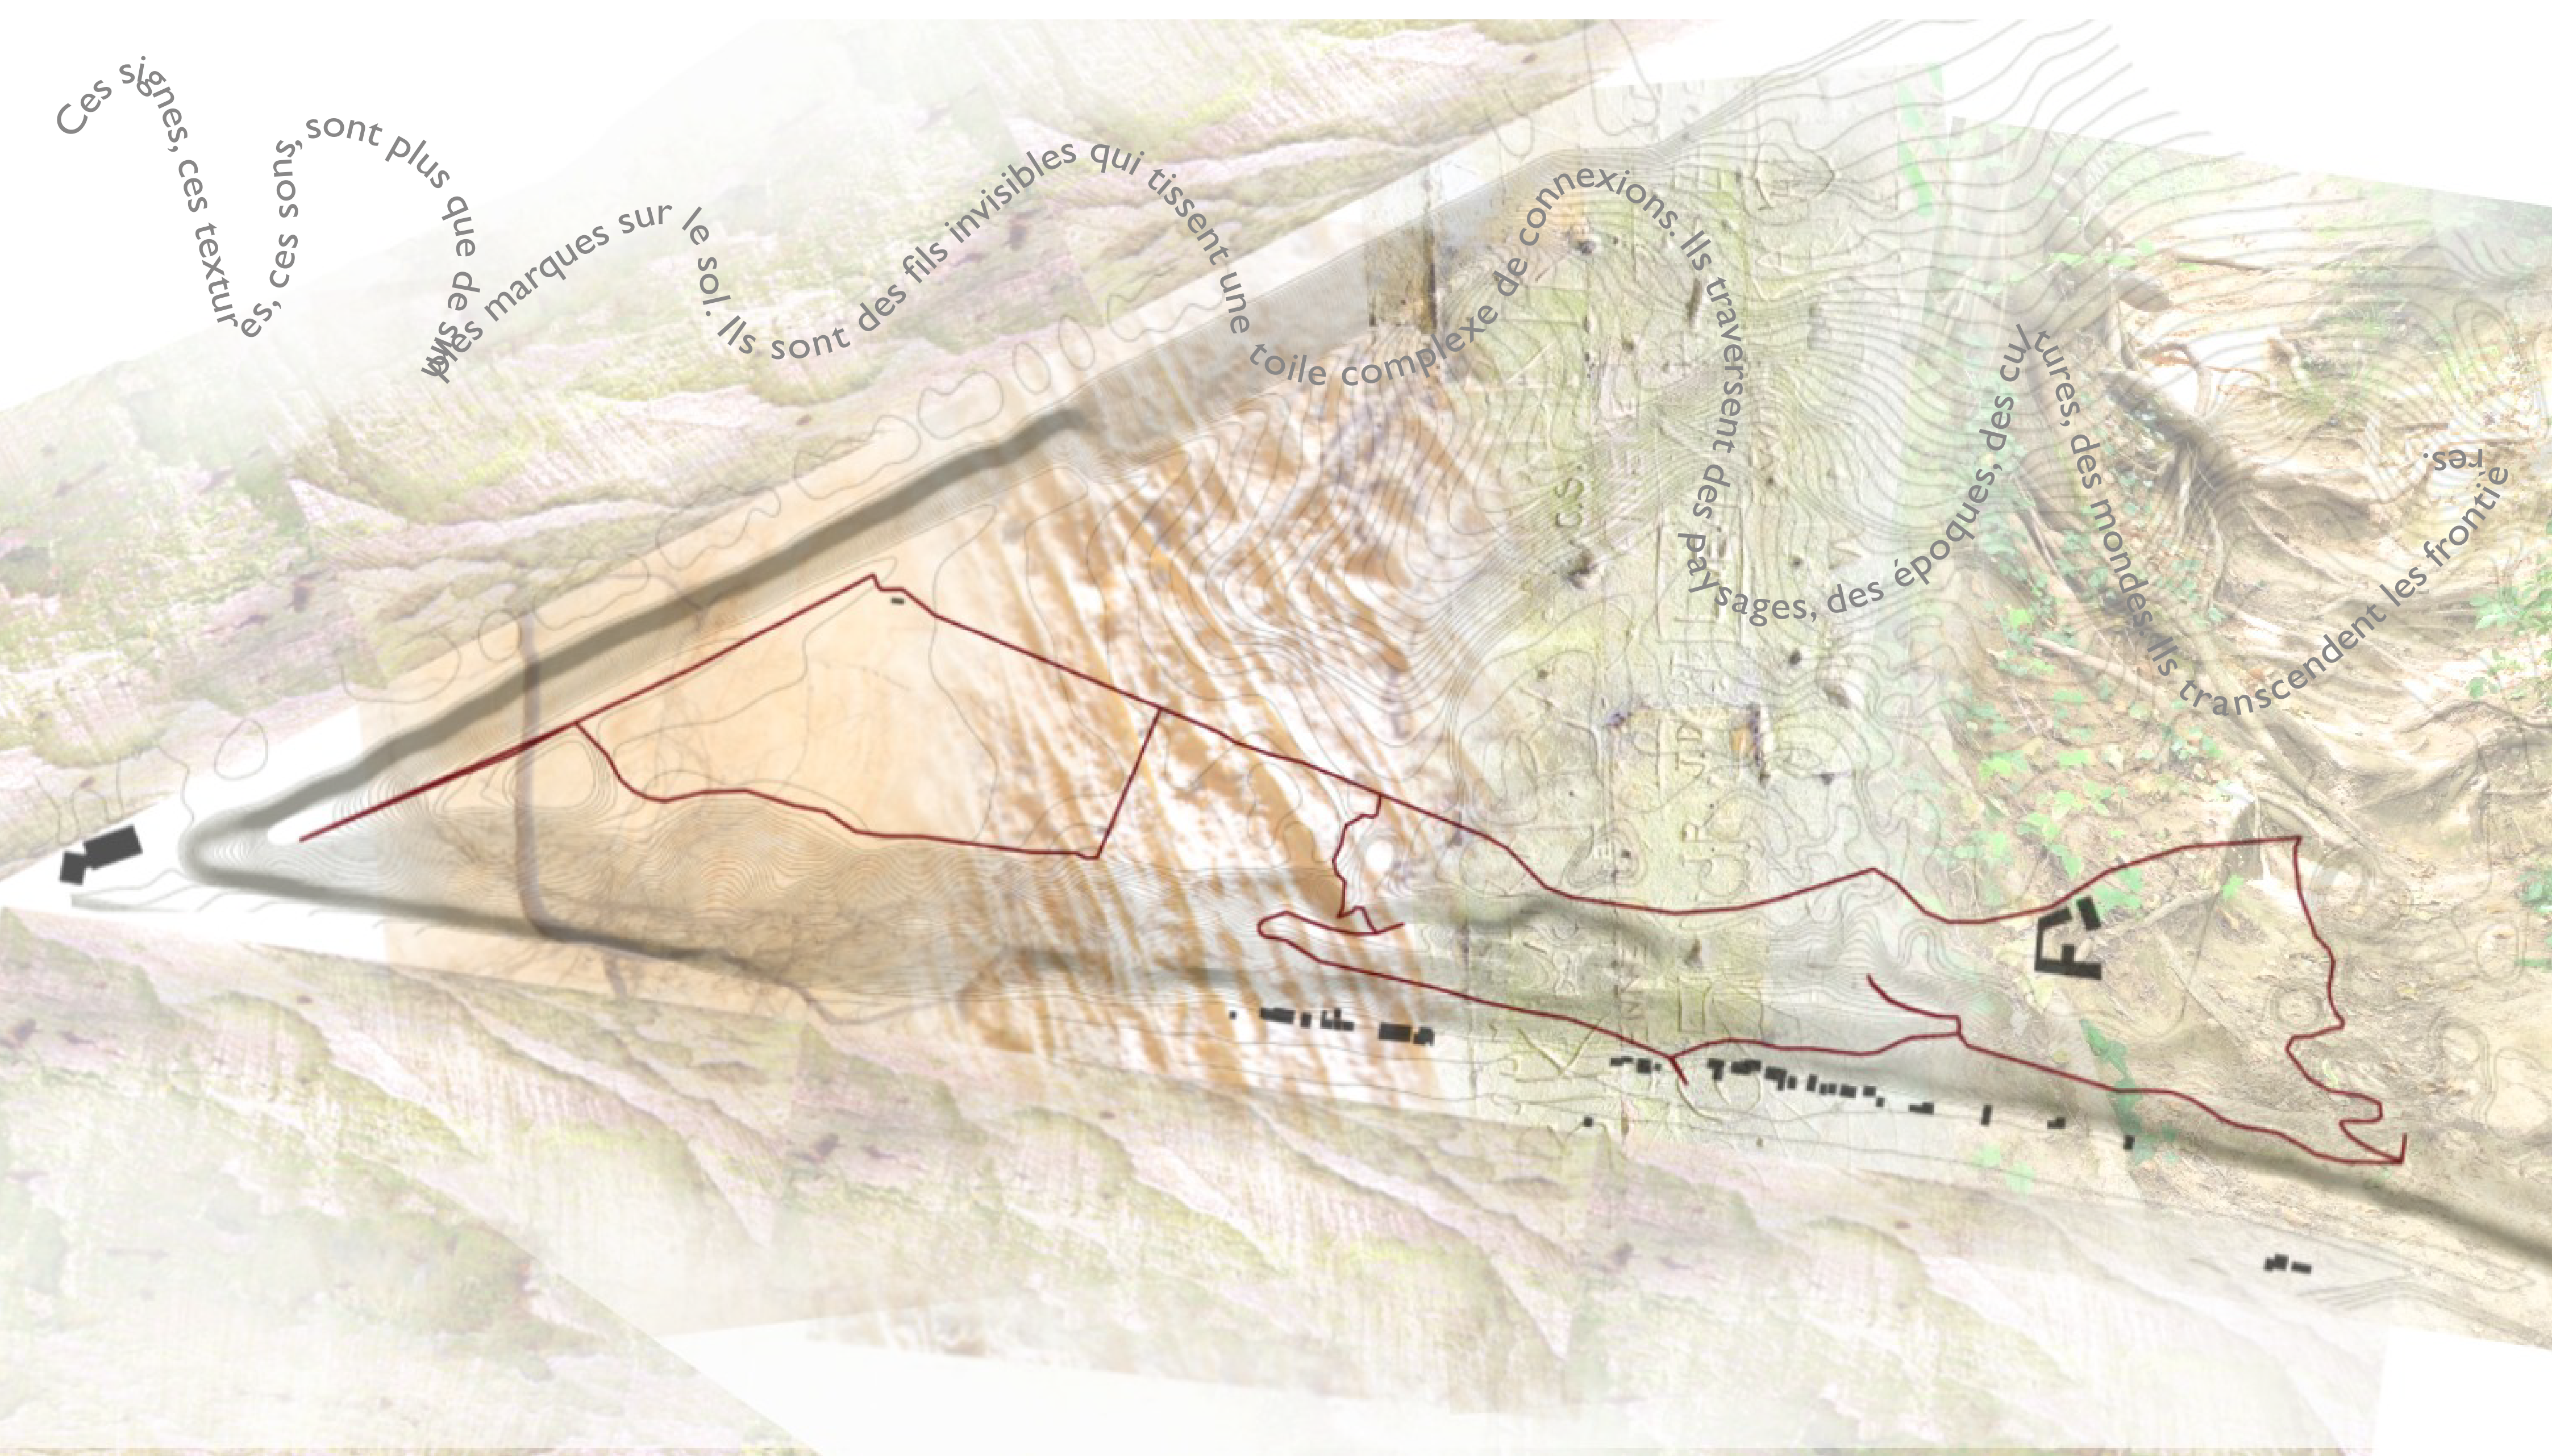 Ces signes, ces textures, ces sons, sont plus que de simples marques sur le sol. Ils sont des fils invisibles qui tissent une toile complexe de connexions. Ils traversent des paysages, des époques, des cultures, des mondes. Ils transcendent les frontières.
C.S.